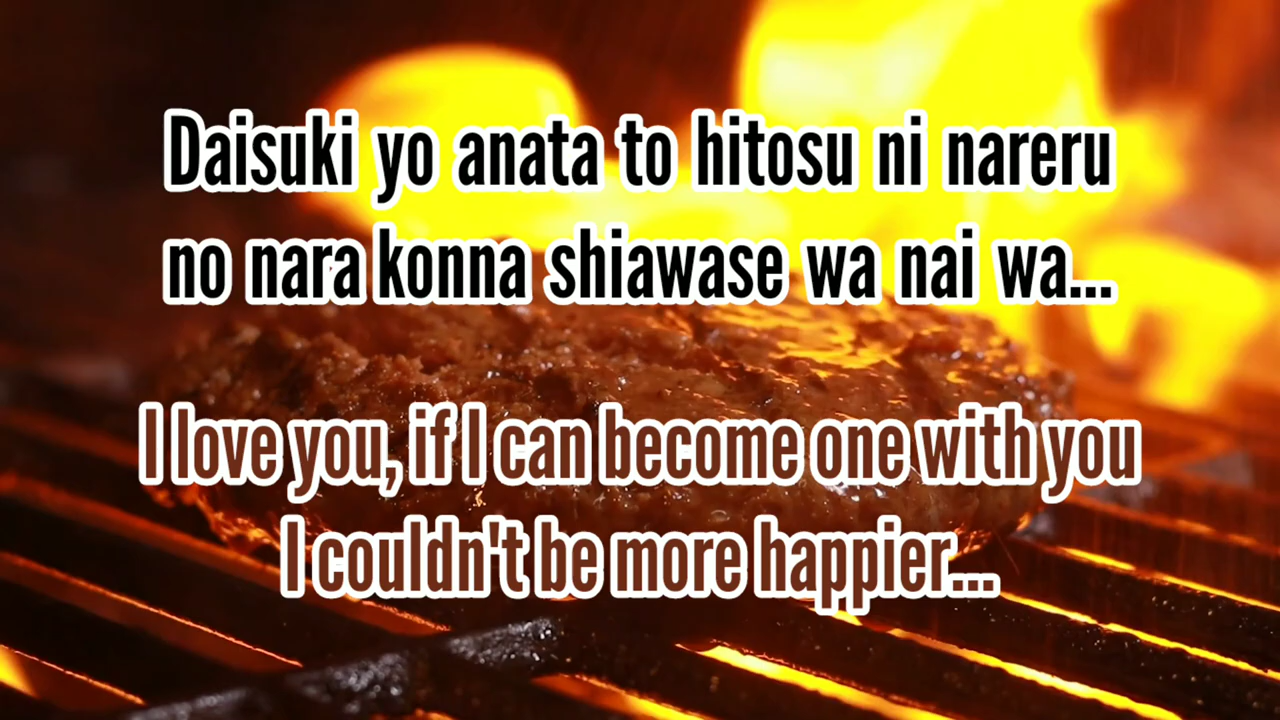 Daisuki yo anata to hitosu ni nareru
no nara konna shiawase wa nai wa...
I love you, if I can become one with you
I couldn't be more happier...